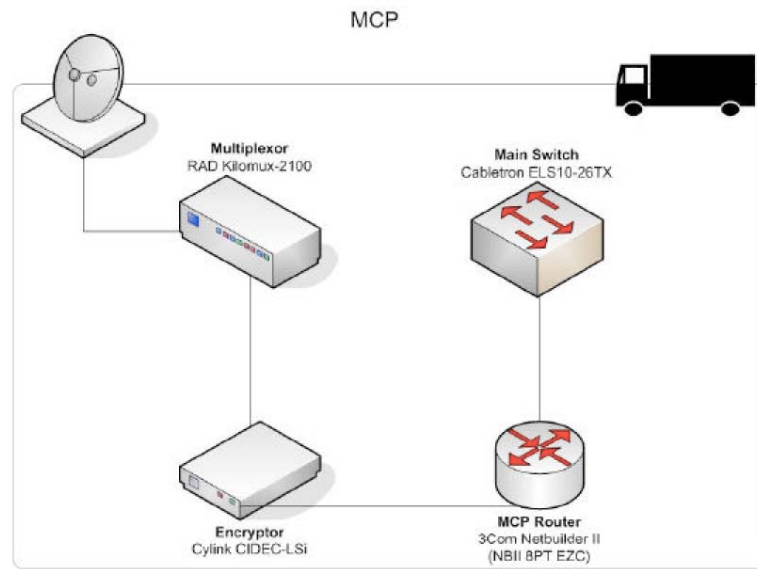 MCP
Multiplexor
RAD Kilomux-2100
Main Switch
Cabletron ELS10-26TX
Encryptor
Cylink CIDEC-LSi
MCP Router
3Com Netbuilder II
(NBII 8PT EZC)